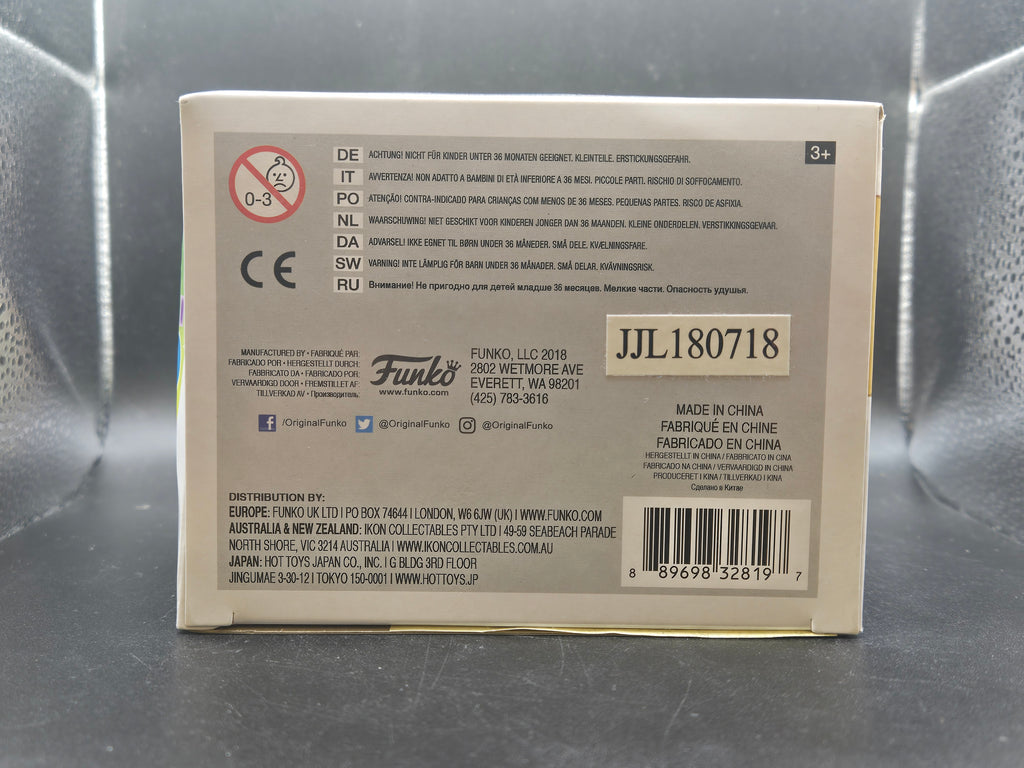 0-3
3+
DE ACHTUNG! NICHT FÜR KINDER UNTER 36 MONATEN GEEIGNET. KLEINTEILE. ERSTICKUNGSGEFAHR.
IT AVVERTENZA! NON ADATTO A BAMBINI DI ETÀ INFERIORE A 36 MESI. PICCOLE PARTI. RISCHIO DI SOFFOCAMENTO.
PO ATENÇÃO! CONTRA-INDICADO PARA CRIANÇAS COM MENOS DE 36 MESES. PEQUENAS PARTES. RISCO DE ASFIXIA.
NL WAARSCHUWING! NIET GESCHIKT VOOR KINDEREN JONGER DAN 36 MAANDEN. KLEINE ONDERDELEN. VERSTIKKINGSGEVAAR.
DA ADVARSEL! IKKE EGNET TIL BØRN UNDER 36 MÅNEDER. SMÅ DELE. KVÆLNINGSFARE.
SW VARNING! INTE LÄMPLIG FÖR BARN UNDER 36 MÅNADER. SMÅ DELAR. KVÄVNINGSRISK.
RU Внимание! Не пригодно для детей младше 36 месяцев. Мелкие части. Опасность удушья.
CE
MANUFACTURED BY • FABRIQUÉ PAR:
FABRICADO POR • HERGESTELLT DURCH:
FABBRICATO DA • FABRICADO POR:
VERVAARDIGD DOOR • FREMSTILLET AF:
TILLVERKAD AV • Производитель:
Funko
www.funko.com
FUNKO, LLC 2018
2802 WETMORE AVE
EVERETT, WA 98201
(425) 783-3616
JJL180718
/OriginalFunko @OriginalFunko @OriginalFunko
MADE IN CHINA
FABRIQUÉ EN CHINE
FABRICADO EN CHINA
HERGESTELLT IN CHINA / FABBRICATO IN CINA
FABRICADO NA CHINA / VERVAARDIGD IN CHINA
PRODUCERET I KINA / TILLVERKAD I KINA
Сделано в Китае
DISTRIBUTION BY:
EUROPE: FUNKO UK LTD | PO BOX 74644 | LONDON, W6 6JW (UK) | WWW.FUNKO.COM
AUSTRALIA & NEW ZEALAND: IKON COLLECTABLES PTY LTD | 49-59 SEABEACH PARADE
NORTH SHORE, VIC 3214 AUSTRALIA | WWW.IKONCOLLECTABLES.COM.AU
JAPAN: HOT TOYS JAPAN CO., INC. | G BLDG 3RD FLOOR
JINGUMAE 3-30-12 | TOKYO 150-0001 | WWW.HOTTOYS.JP
8 89698 32819 7